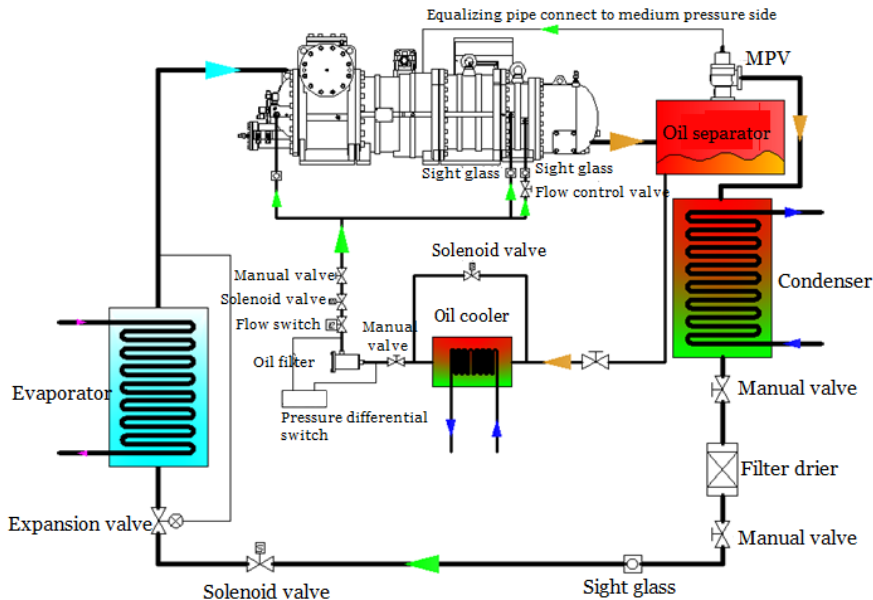 Equalizing pipe connect to medium pressure side
MPV
Oil separator
Sight glass
Sight glass
Flow control valve
Solenoid valve
Condenser
Manual valve
Solenoid valve
Flow switch
Oil filter
Manual
valve
Oil cooler
Pressure differential
switch
Evaporator
Manual valve
Filter drier
Expansion valve
Manual valve
Solenoid valve
Sight glass